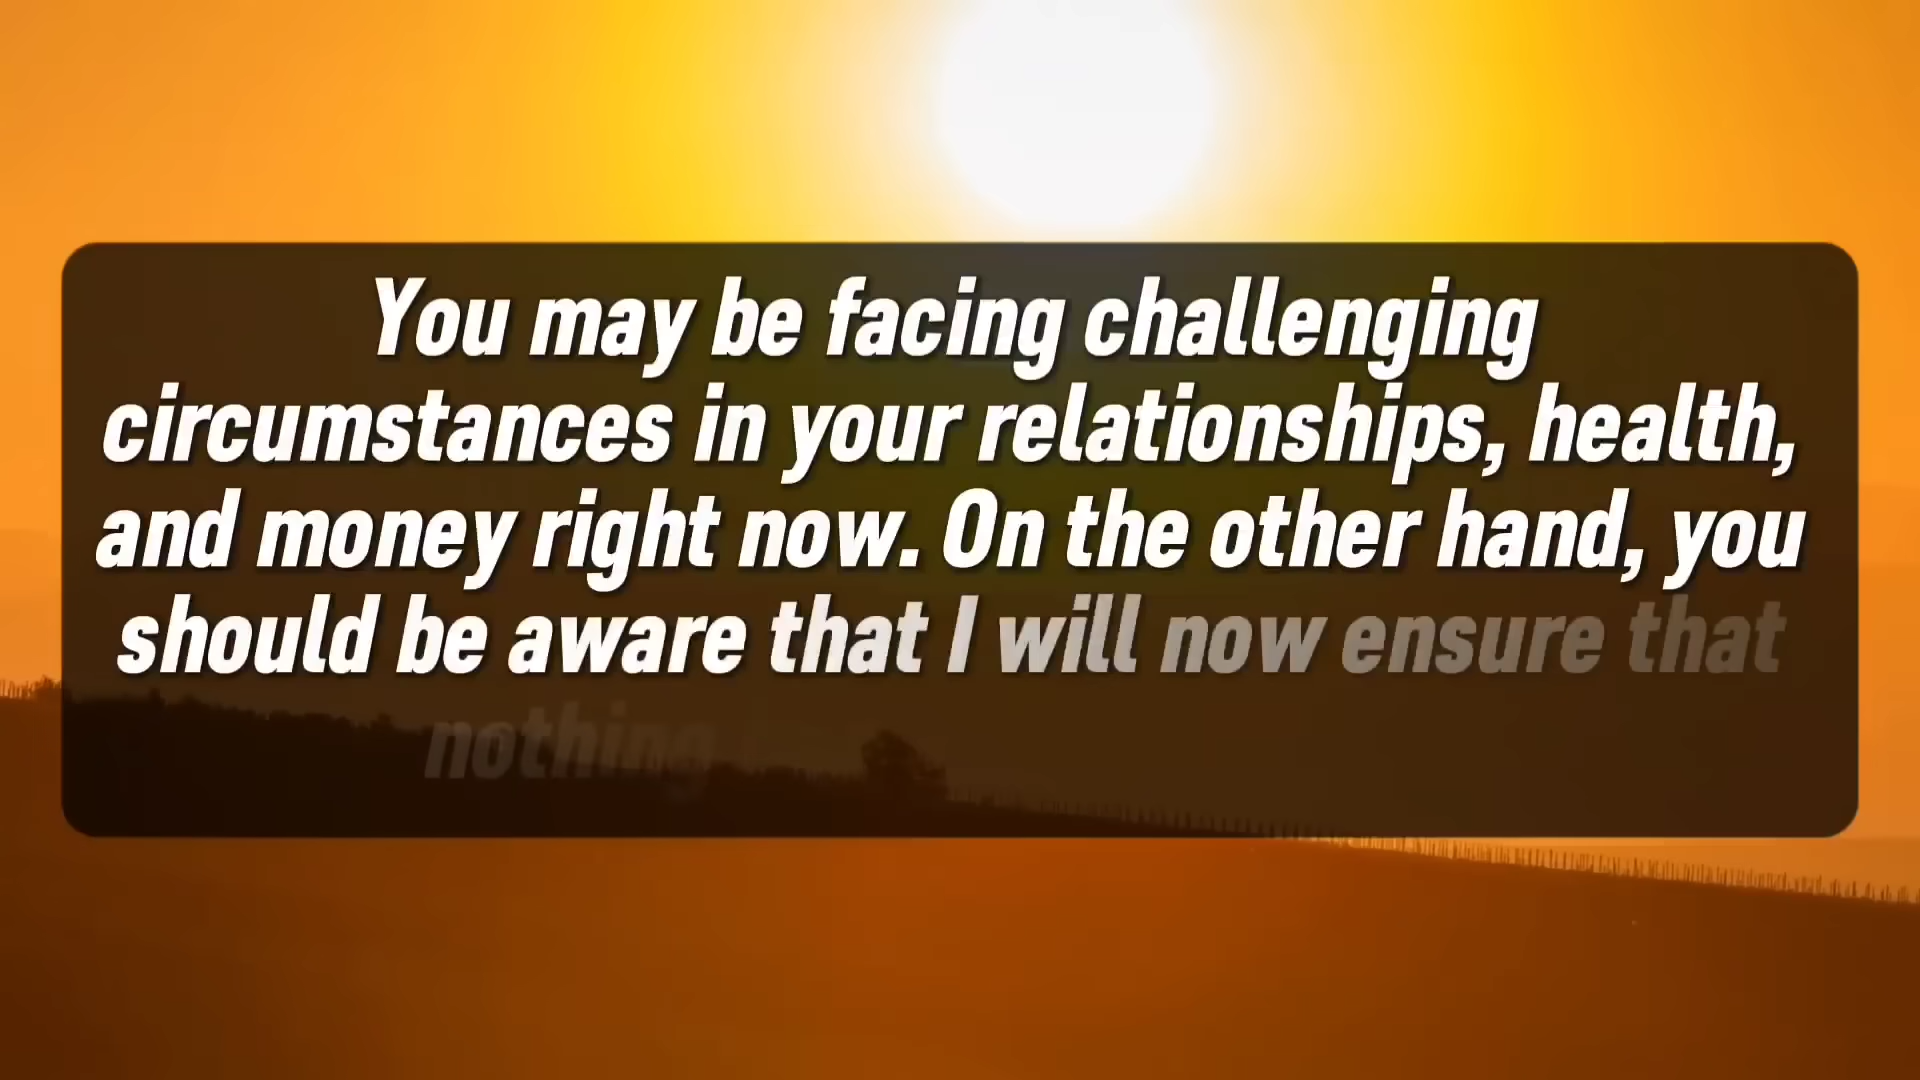 You may be facing challenging
circumstances in your relationships, health,
and money right now. On the other hand, you
should be aware that I will now ensure that
nothing